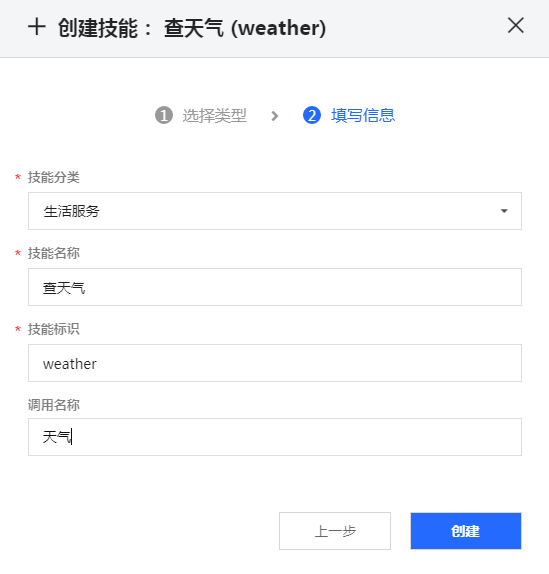 创建技能： 查天气 (weather)
1 选择类型 2 填写信息
* 技能分类
生活服务
* 技能名称
查天气
* 技能标识
weather
调用名称
天气
上一步 创建